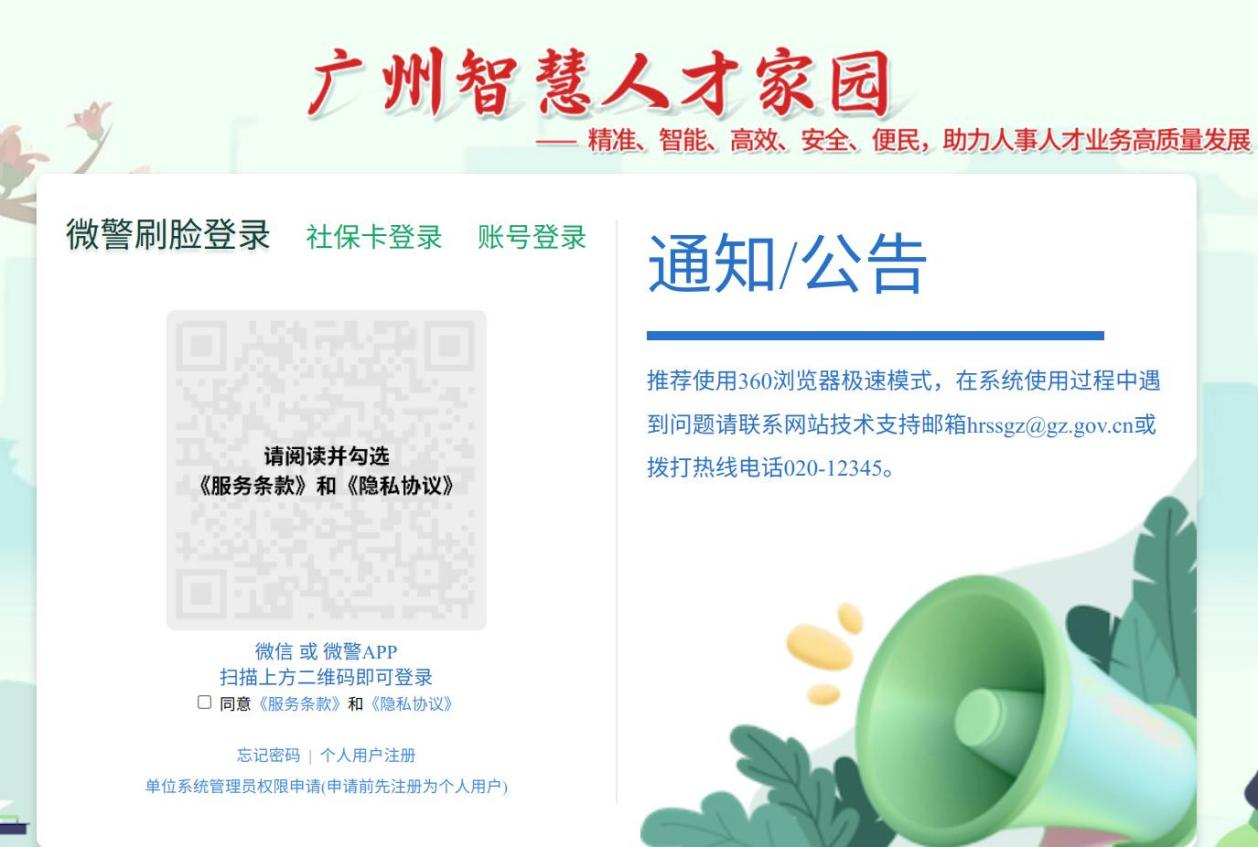 广州智慧人才家园
—— 精准、智能、高效、安全、便民，助力人事人才业务高质量发展
微警刷脸登录 社保卡登录 账号登录
请阅读并勾选
《服务条款》和《隐私协议》
微信 或 微警APP
扫描上方二维码即可登录
同意《服务条款》和《隐私协议》
忘记密码 | 个人用户注册
单位系统管理员权限申请(申请前先注册为个人用户)
通知/公告
推荐使用360浏览器极速模式，在系统使用过程中遇
到问题请联系网站技术支持邮箱hrssgz@gz.gov.cn或
拨打热线电话020-12345。